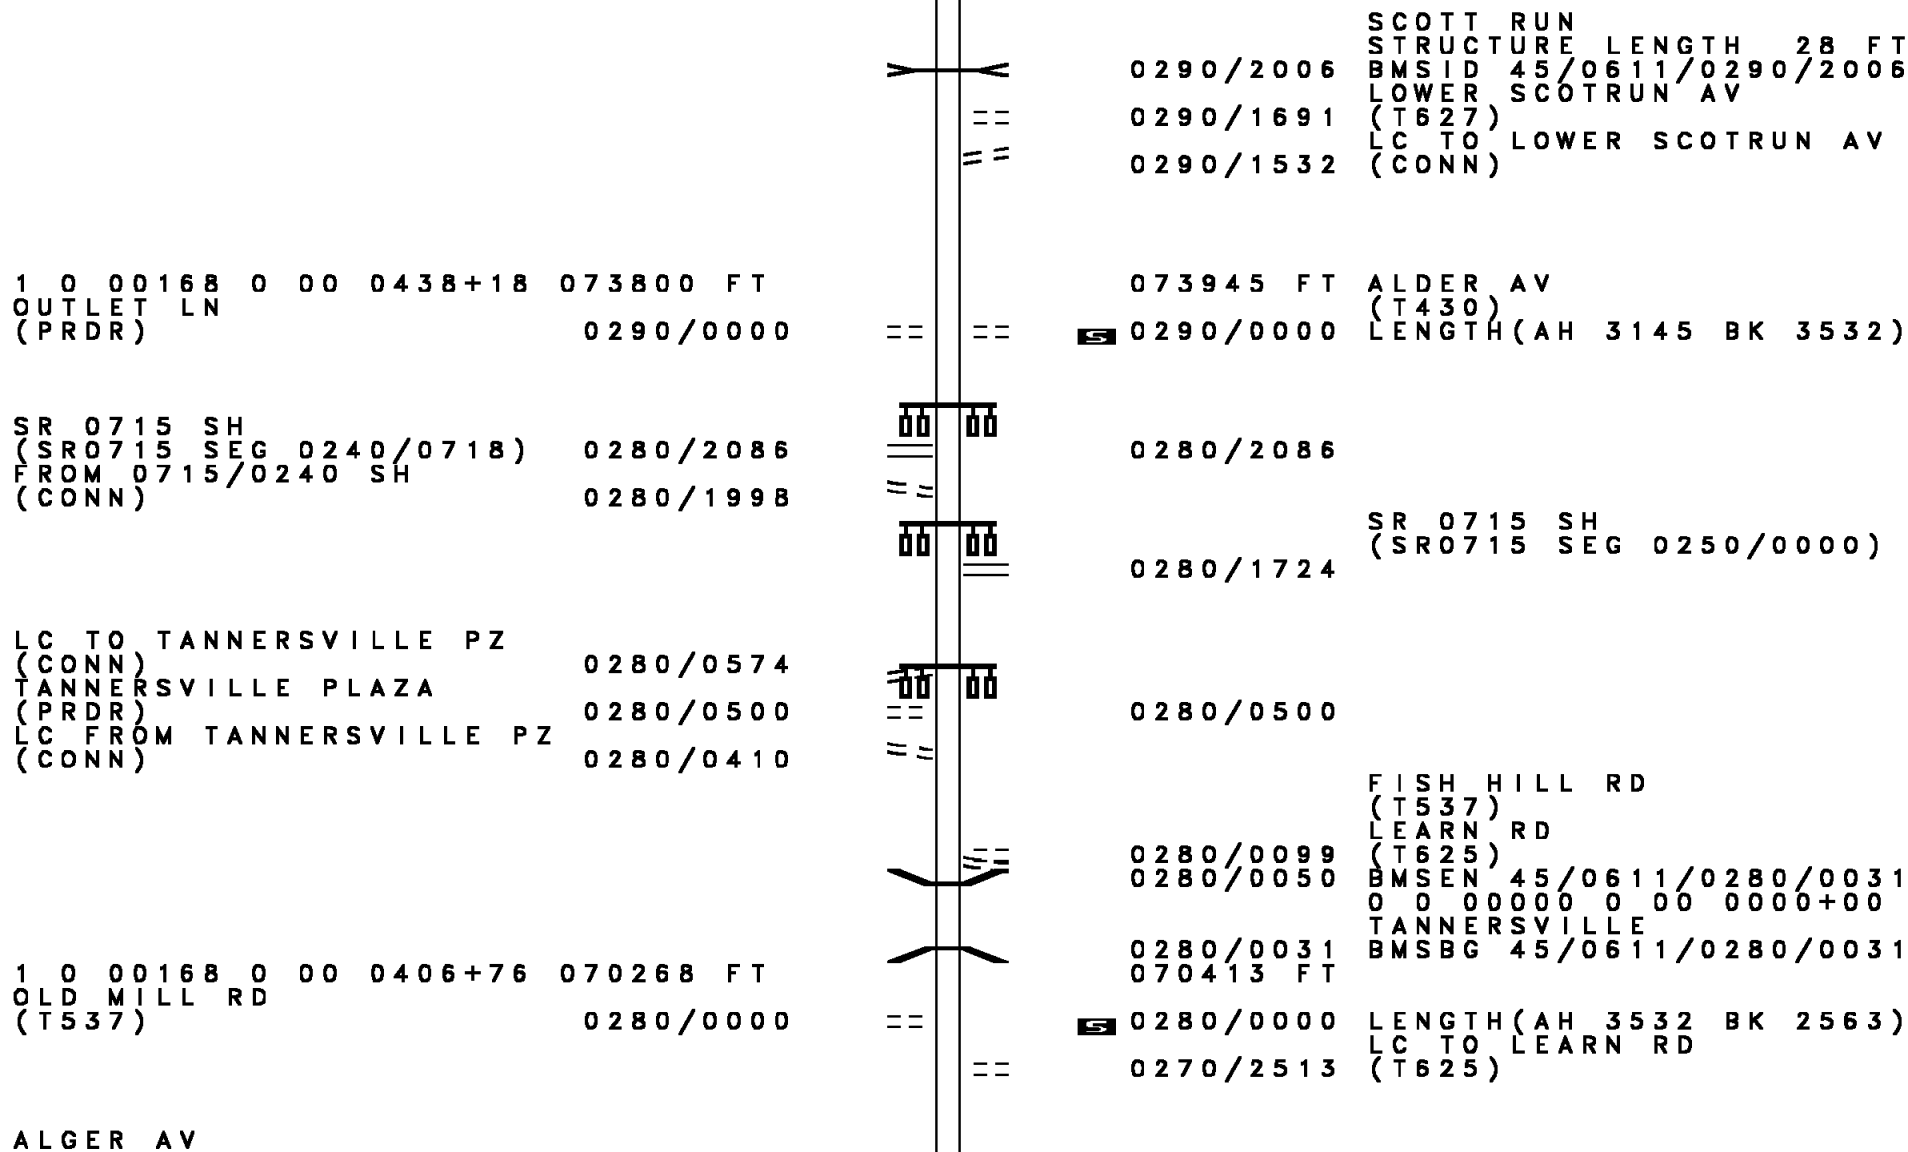 SCOTT RUN
STRUCTURE LENGTH 28 FT
0290/2006 BMSID 45/0611/0290/2006
LOWER SCOTRUN AV
0290/1691 (T627)
LC TO LOWER SCOTRUN AV
0290/1532 (CONN)
1 0 00168 0 00 0438+18 073800 FT 073945 FT ALDER AV
OUTLET LN (T430)
(PRDR) 0290/0000 S 0290/0000 LENGTH(AH 3145 BK 3532)
SR 0715 SH
(SR0715 SEG 0240/0718) 0280/2086 0280/2086
FROM 0715/0240 SH
(CONN) 0280/1998
SR 0715 SH
(SR0715 SEG 0250/0000)
0280/1724
LC TO TANNERSVILLE PZ
(CONN) 0280/0574
TANNERSVILLE PLAZA
(PRDR) 0280/0500 0280/0500
LC FROM TANNERSVILLE PZ
(CONN) 0280/0410
FISH HILL RD
(T537)
LEARN RD
0280/0099 (T625)
0280/0050 BMSEN 45/0611/0280/0031
0 0 00000 0 00 0000+00
TANNERSVILLE
0280/0031 BMSBG 45/0611/0280/0031
1 0 00168 0 00 0406+76 070268 FT 070413 FT
OLD MILL RD
(T537) 0280/0000 S 0280/0000 LENGTH(AH 3532 BK 2563)
LC TO LEARN RD
0270/2513 (T625)
ALGER AV